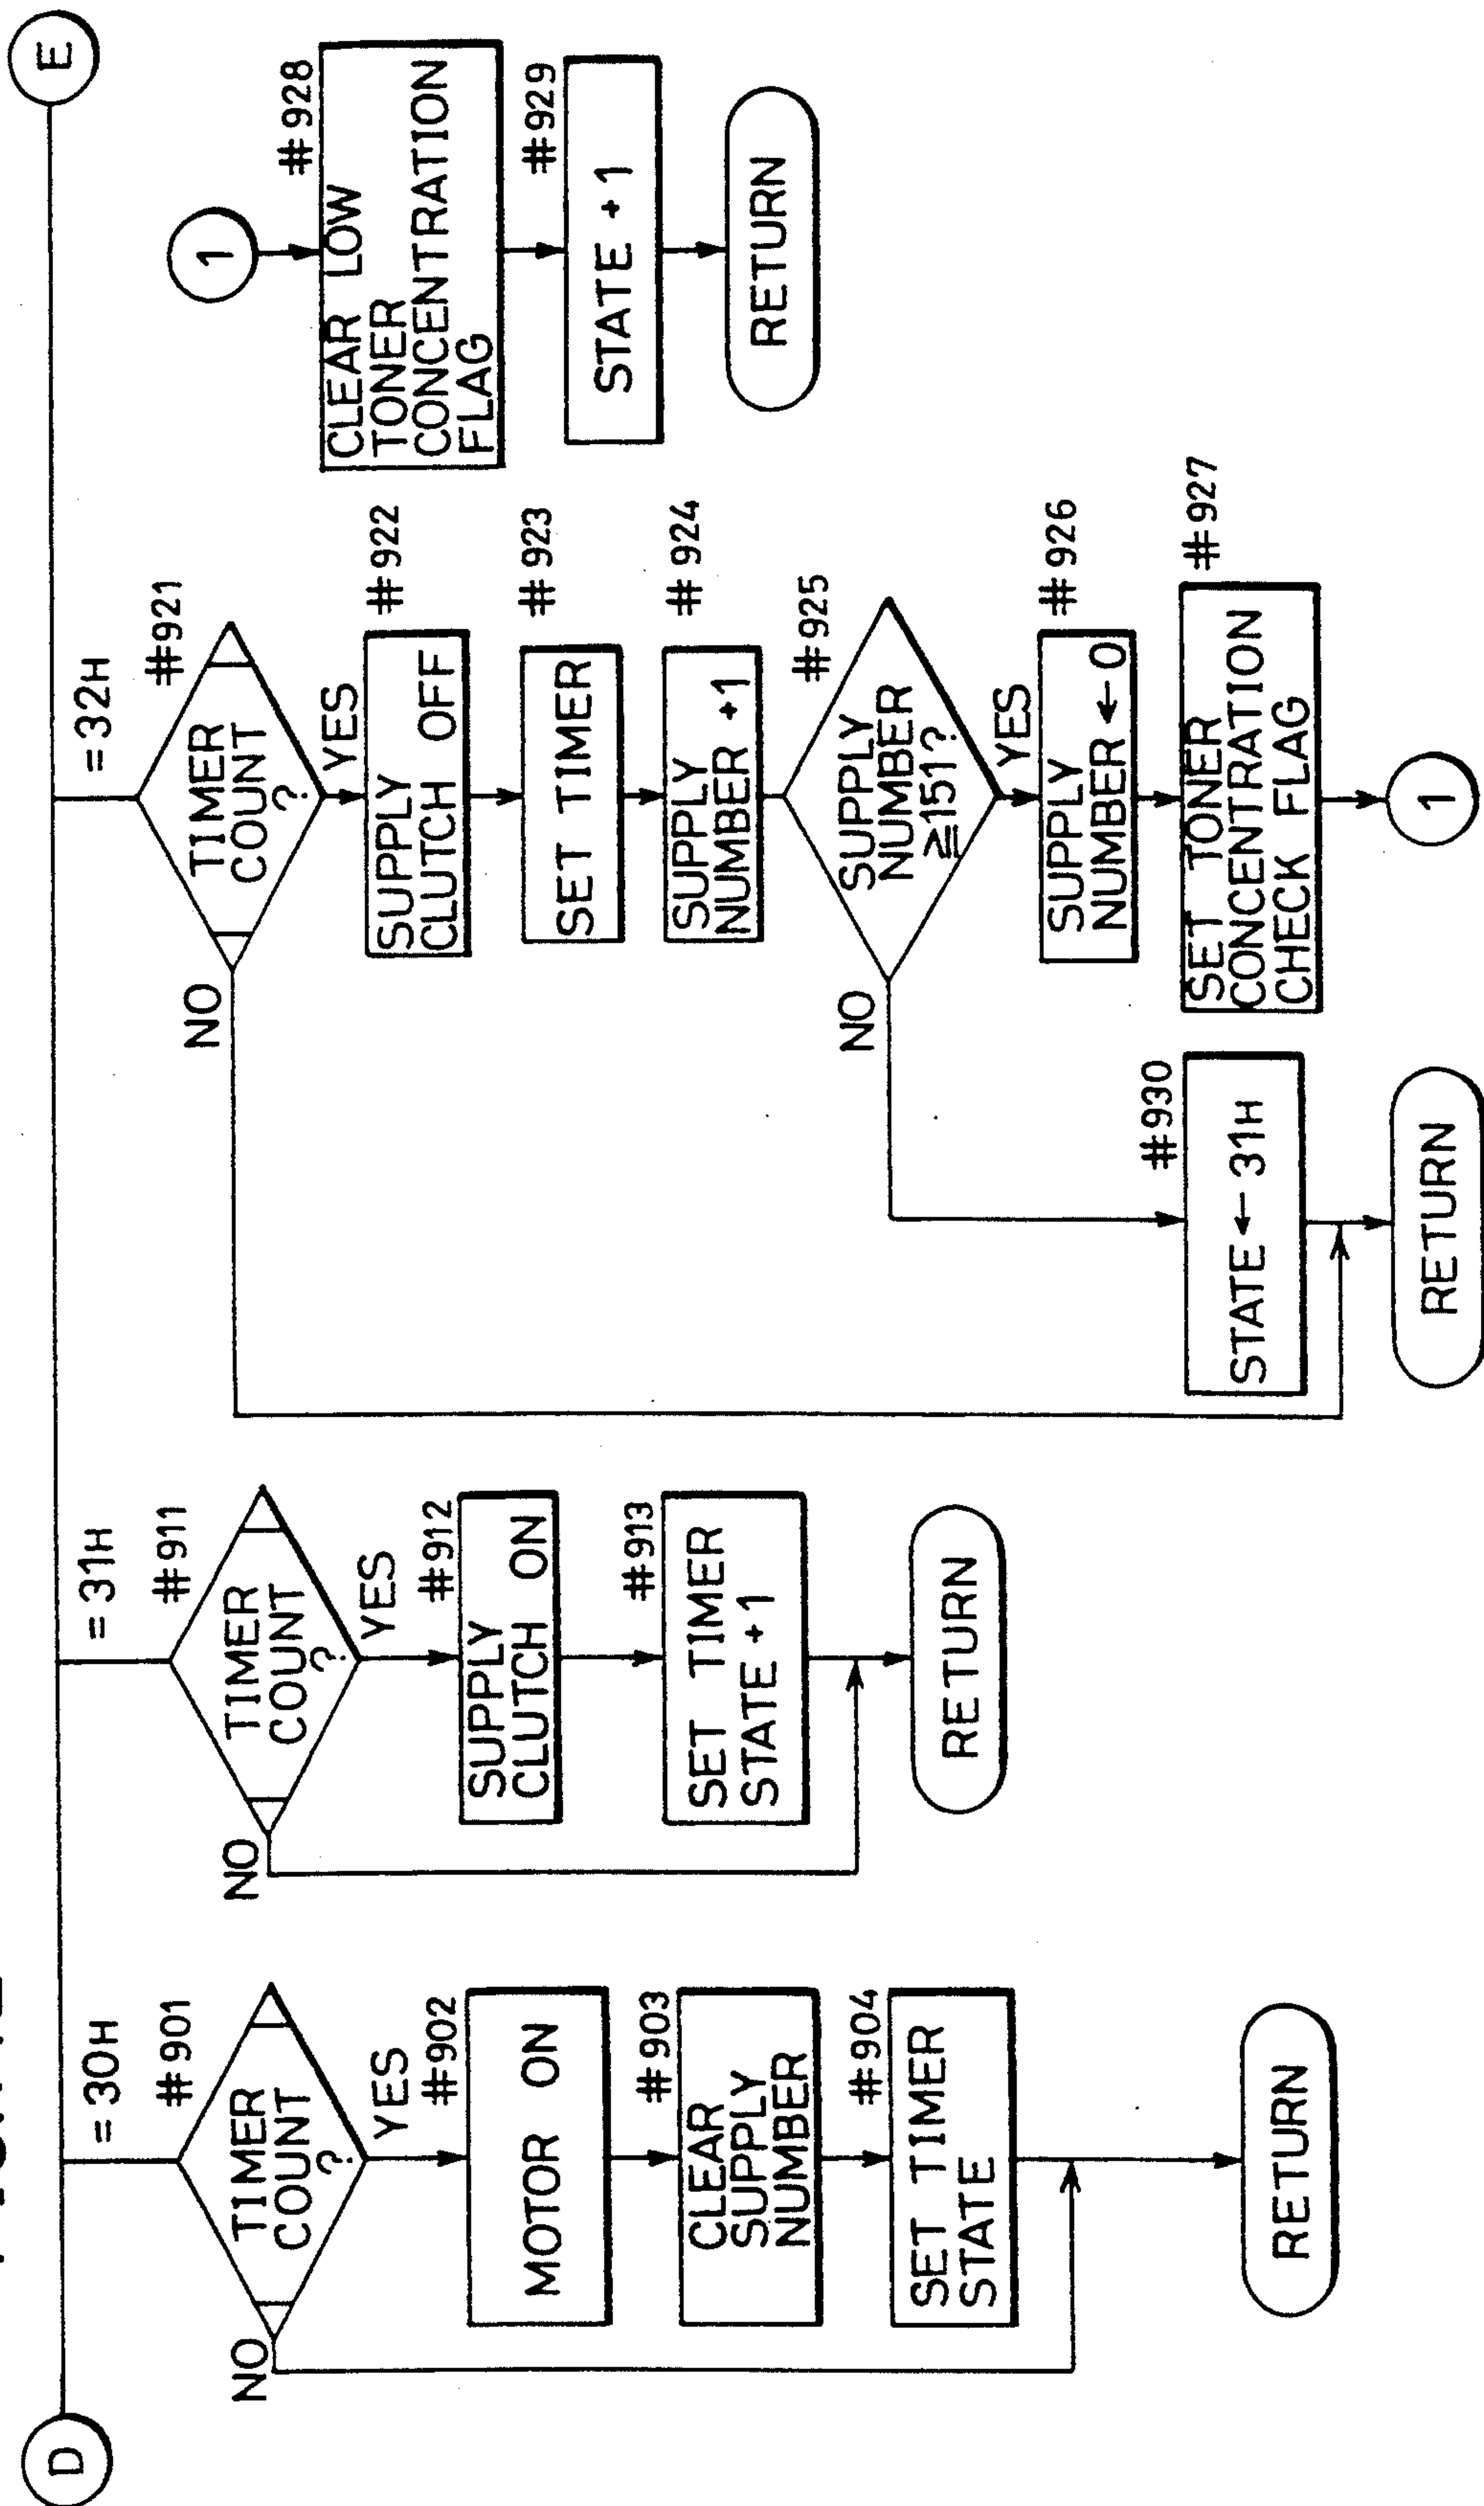 D
E
= 30H
#901
TIMER
COUNT
?
NO
YES
#902
MOTOR ON
#903
CLEAR
SUPPLY
NUMBER
#904
SET TIMER
STATE
RETURN
= 31H
#911
TIMER
COUNT
?
NO
YES
#912
SUPPLY
CLUTCH ON
#913
SET TIMER
STATE + 1
RETURN
= 32H
#921
TIMER
COUNT
?
NO
YES
#922
SUPPLY
CLUTCH OFF
#923
SET TIMER
#924
SUPPLY
NUMBER +1
#925
SUPPLY
NUMBER
≧151?
NO
YES
#926
SUPPLY
NUMBER ← 0
#927
SET TONER
CONCENTRATION
CHECK FLAG
1
#930
STATE ← 31H
RETURN
1
#928
CLEAR LOW
TONER
CONCENTRATION
FLAG
#929
STATE + 1
RETURN